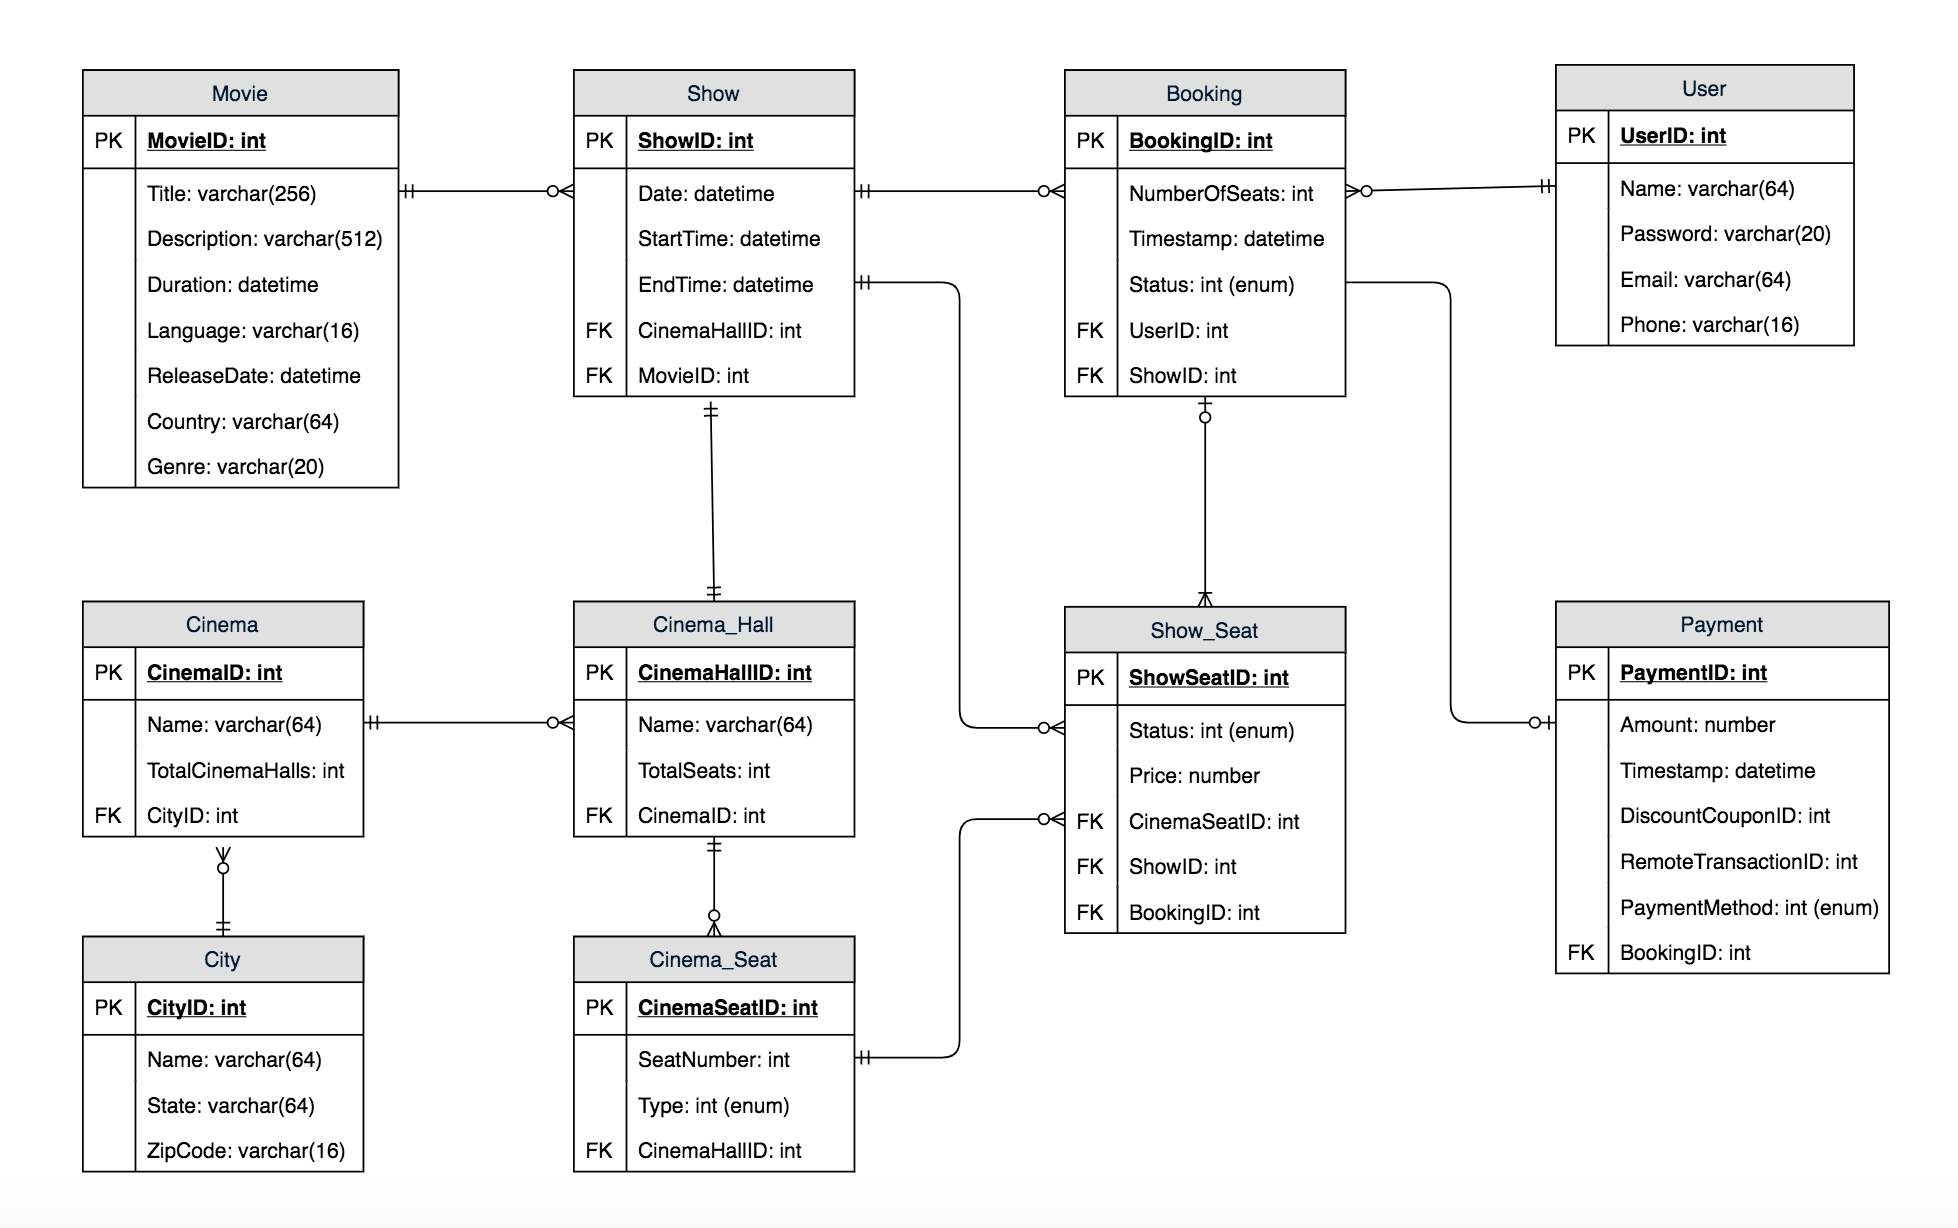 Movie
PK MovieID: int
Title: varchar(256)
Description: varchar(512)
Duration: datetime
Language: varchar(16)
ReleaseDate: datetime
Country: varchar(64)
Genre: varchar(20)
Show
PK ShowID: int
Date: datetime
StartTime: datetime
EndTime: datetime
FK CinemaHallID: int
FK MovieID: int
Booking
PK BookingID: int
NumberOfSeats: int
Timestamp: datetime
Status: int (enum)
FK UserID: int
FK ShowID: int
User
PK UserID: int
Name: varchar(64)
Password: varchar(20)
Email: varchar(64)
Phone: varchar(16)
Cinema
PK CinemaID: int
Name: varchar(64)
TotalCinemaHalls: int
FK CityID: int
Cinema_Hall
PK CinemaHallID: int
Name: varchar(64)
TotalSeats: int
FK CinemaID: int
Show_Seat
PK ShowSeatID: int
Status: int (enum)
Price: number
FK CinemaSeatID: int
FK ShowID: int
FK BookingID: int
Payment
PK PaymentID: int
Amount: number
Timestamp: datetime
DiscountCouponID: int
RemoteTransactionID: int
PaymentMethod: int (enum)
FK BookingID: int
City
PK CityID: int
Name: varchar(64)
State: varchar(64)
ZipCode: varchar(16)
Cinema_Seat
PK CinemaSeatID: int
SeatNumber: int
Type: int (enum)
FK CinemaHallID: int